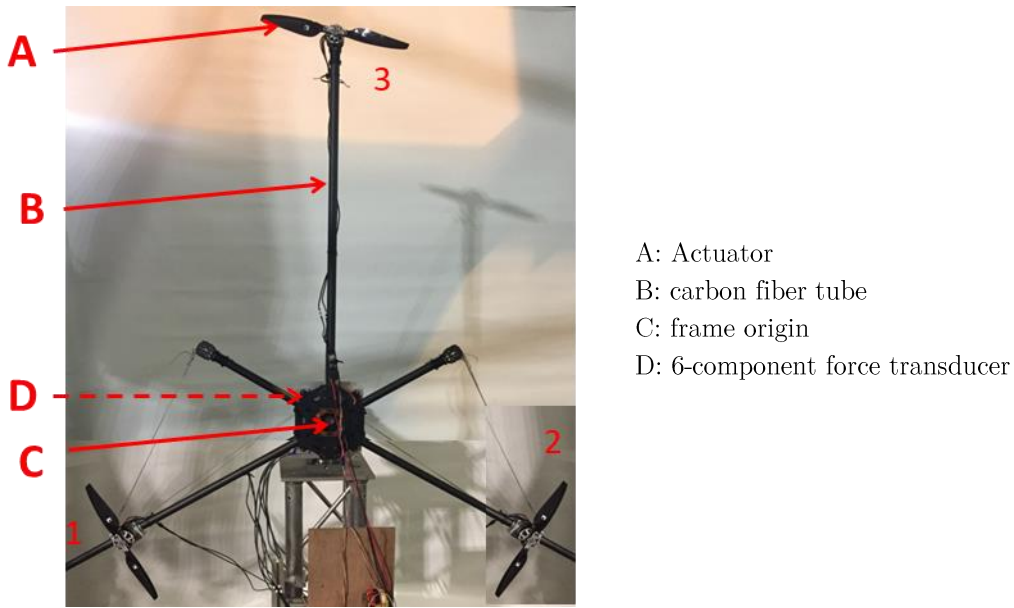 A
3
B
A: Actuator
B: carbon fiber tube
C: frame origin
D: 6-component force transducer
D
C
2
1